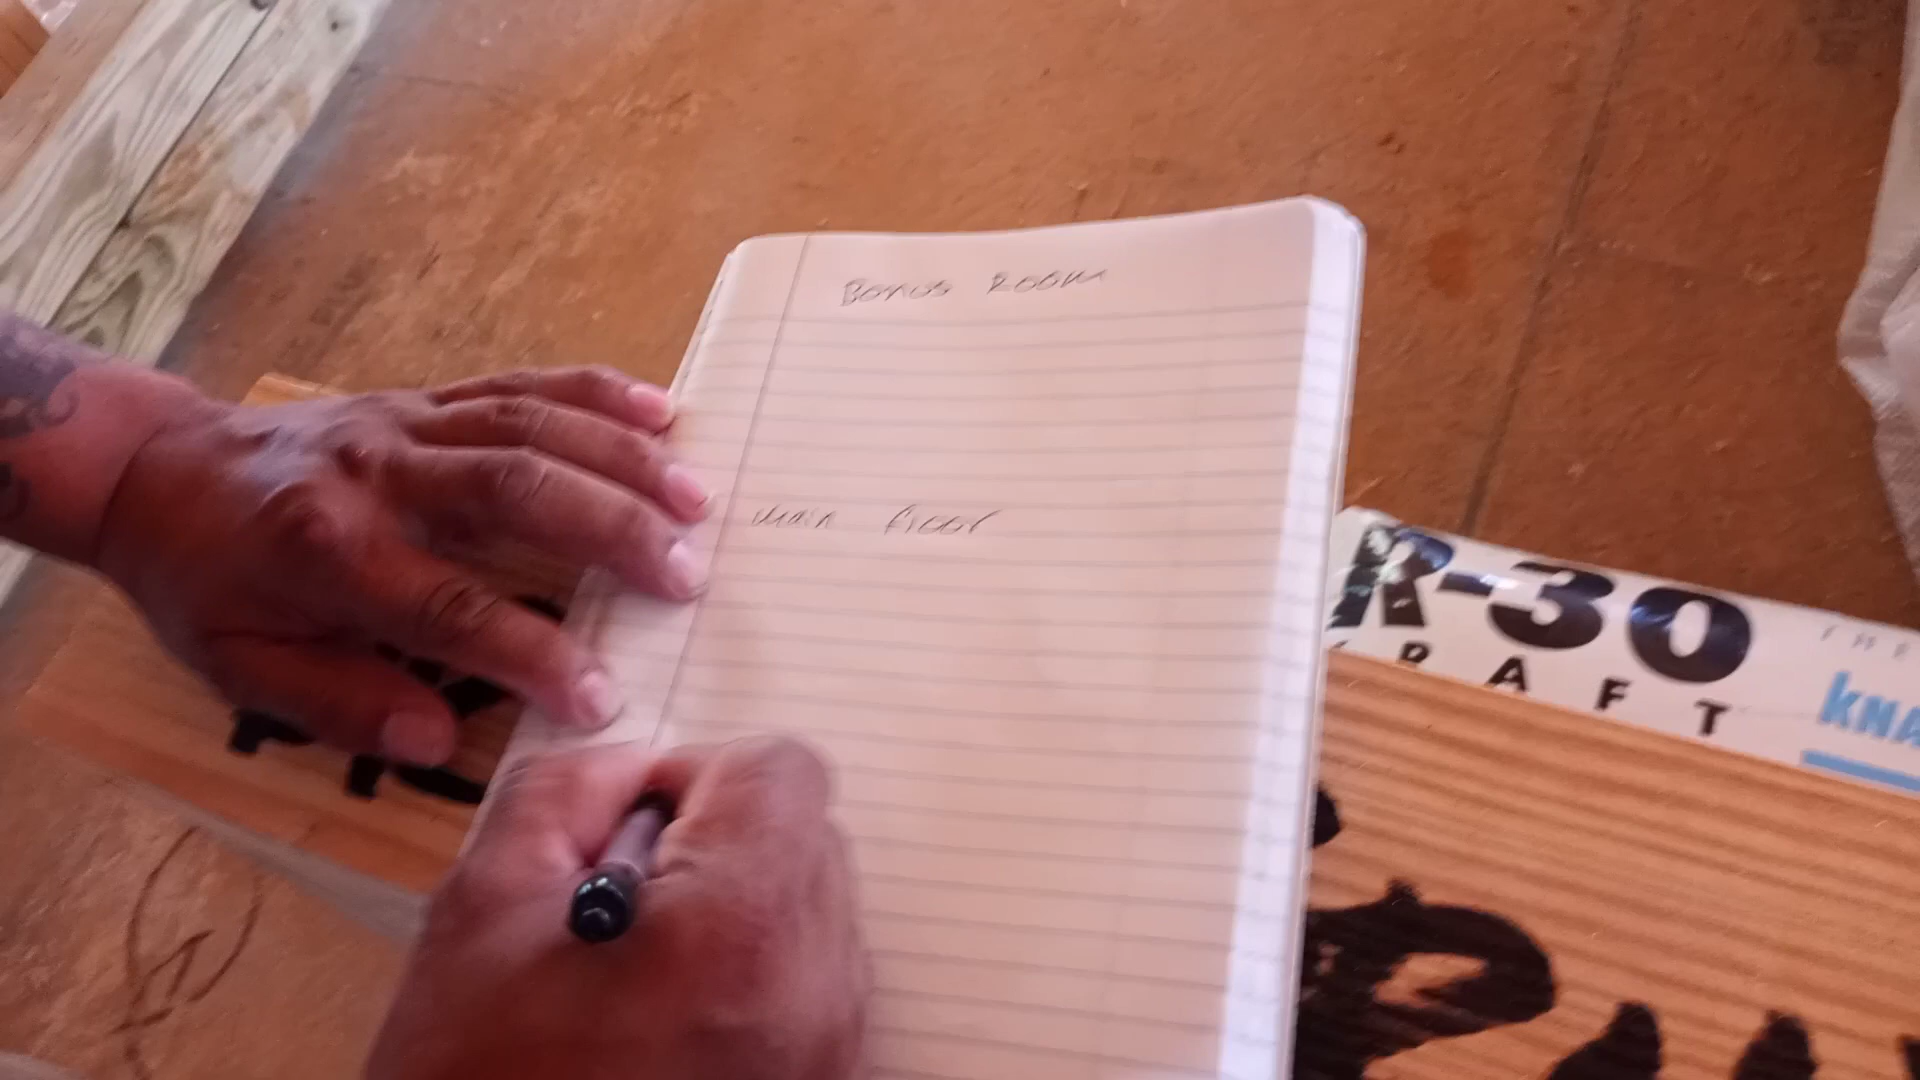 Bonus Room
main floor
R-30
KRAFT
KNA